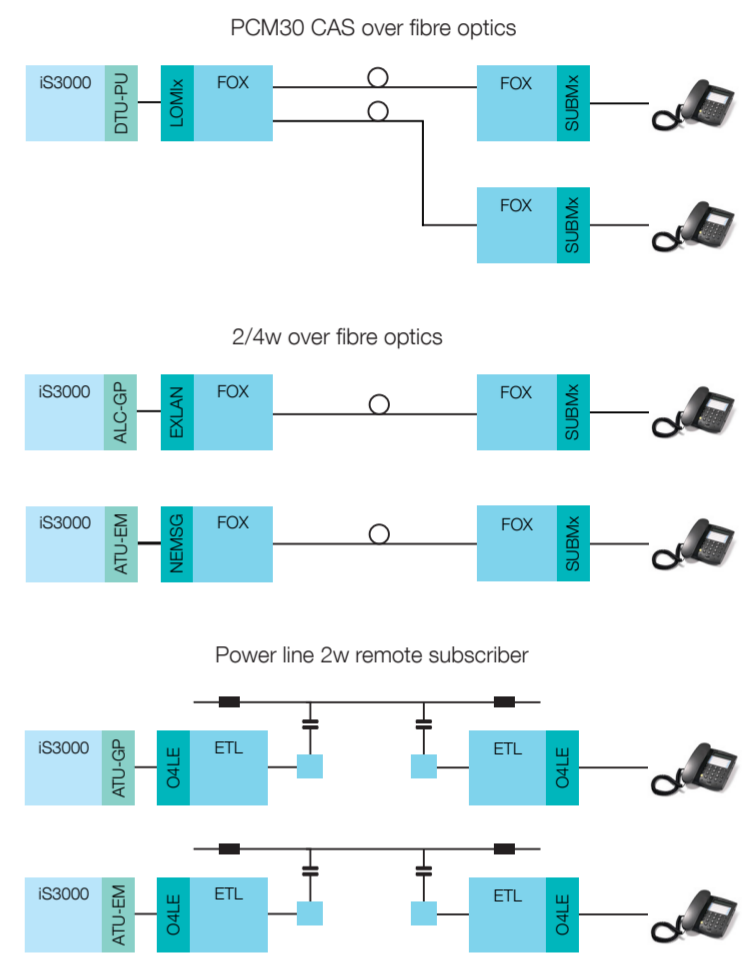 PCM30 CAS over fibre optics
iS3000 DTU-PU LOMIx FOX FOX SUBMx
FOX SUBMx
2/4w over fibre optics
iS3000 ALC-GP EXLAN FOX FOX SUBMx
iS3000 ATU-EM NEMSG FOX FOX SUBMx
Power line 2w remote subscriber
iS3000 ATU-GP O4LE ETL ETL O4LE
iS3000 ATU-EM O4LE ETL ETL O4LE